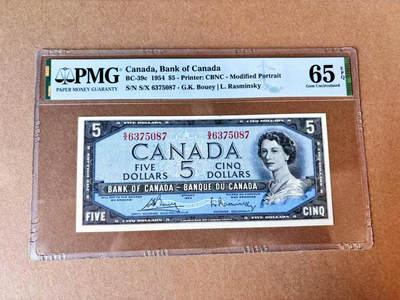 PMG
PAPER MONEY GUARANTY
Canada, Bank of Canada
BC-39c 1954 $5 - Printer: CBNC - Modified Portrait
S/N S/X 6375087 - G.K. Bouey | L. Rasminsky
65 EPQ
Gem Uncirculated
5 S/X 6375087 S/X 6375087 5
CANADA
FIVE 5 CINQ
DOLLARS DOLLARS
BANK OF CANADA - BANQUE DU CANADA
FIVE CINQ